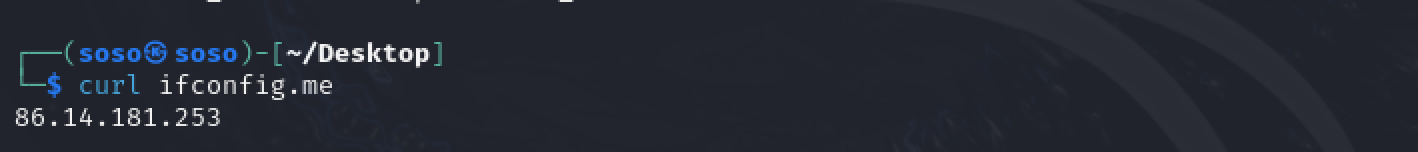 ┌──(soso㉿soso)-[~/Desktop]
└─$ curl ifconfig.me
86.14.181.253